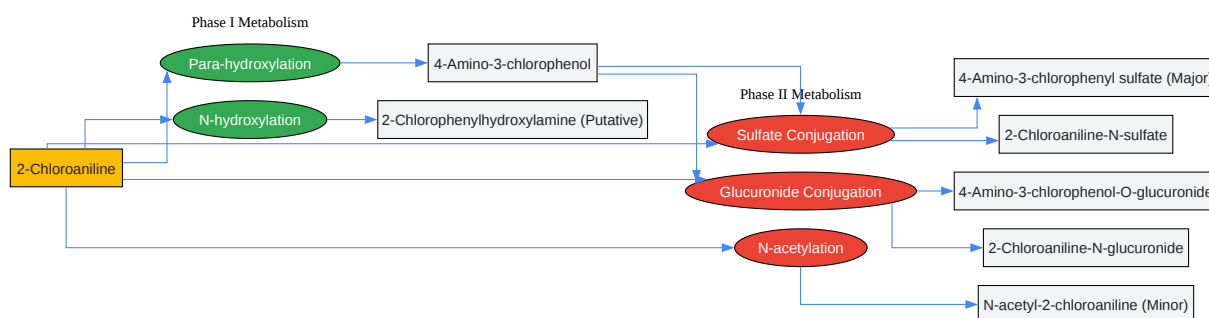 Phase I Metabolism
Para-hydroxylation
4-Amino-3-chlorophenol
4-Amino-3-chlorophenyl sulfate (Major)
Phase II Metabolism
N-hydroxylation
2-Chlorophenylhydroxylamine (Putative)
Sulfate Conjugation
2-Chloroaniline-N-sulfate
2-Chloroaniline
Glucuronide Conjugation
4-Amino-3-chlorophenol-O-glucuronide
N-acetylation
2-Chloroaniline-N-glucuronide
N-acetyl-2-chloroaniline (Minor)